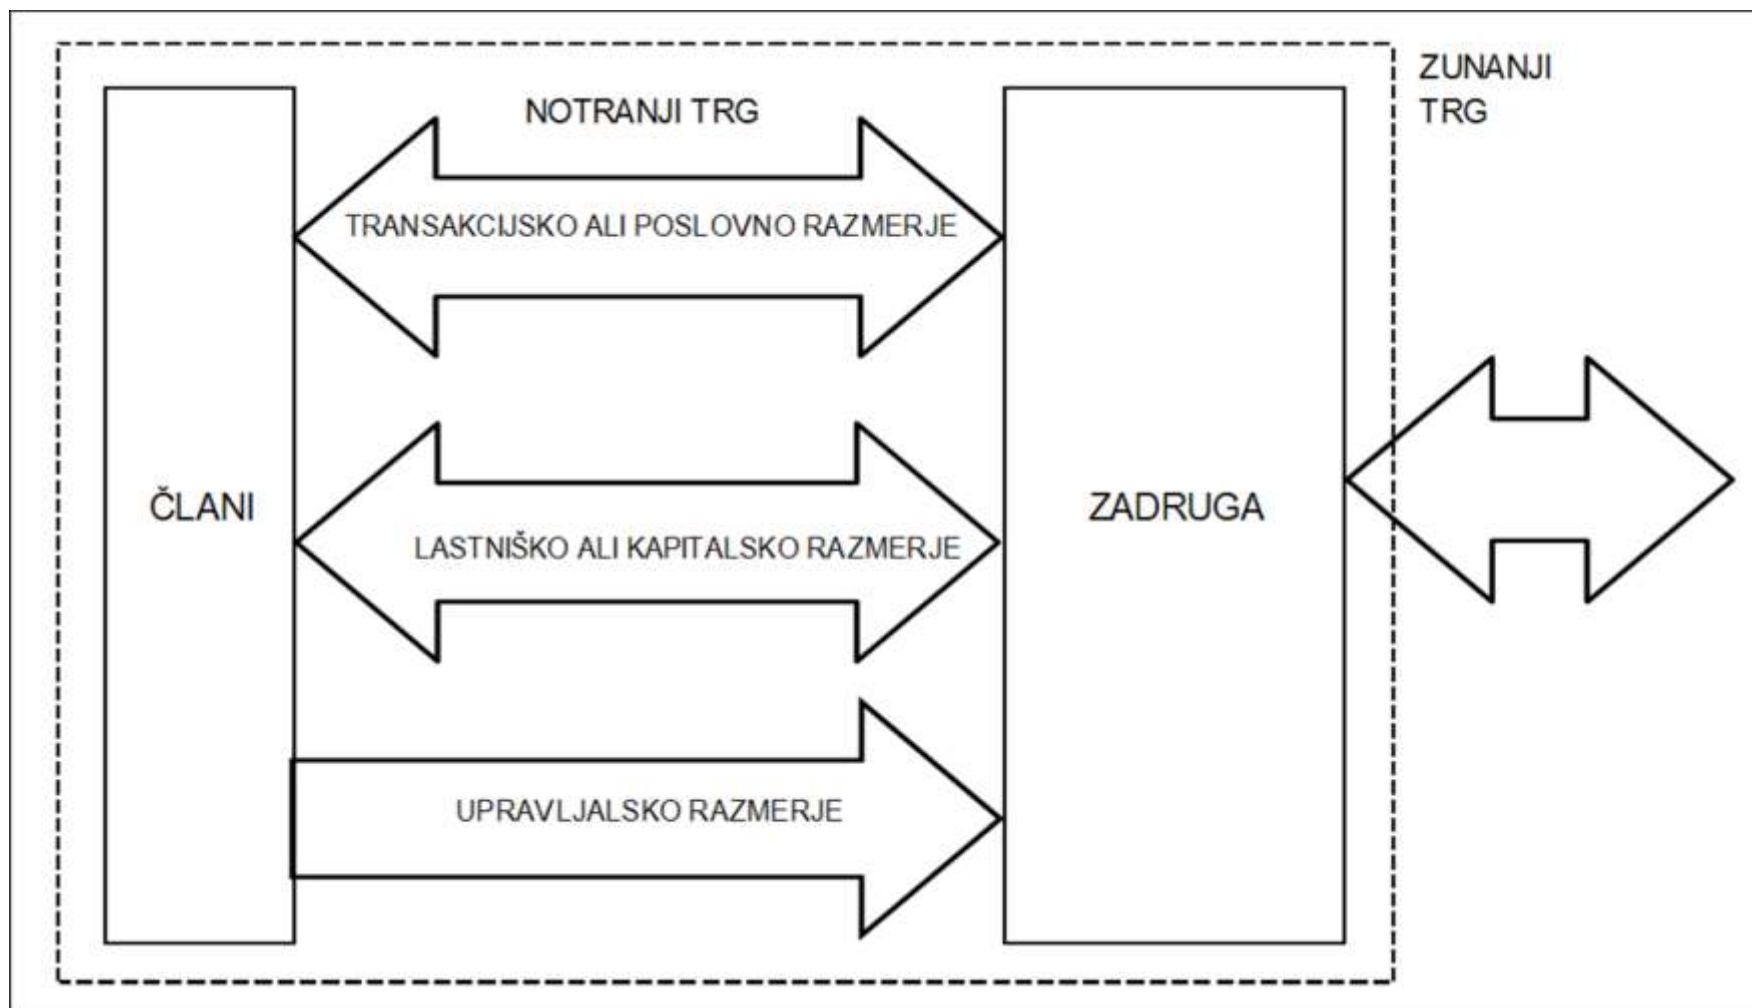 ZUNANJI
TRG
NOTRANJI TRG
TRANSAKCIJSKO ALI POSLOVNO RAZMERJE
ČLANI
ZADRUGA
LASTNIŠKO ALI KAPITALSKO RAZMERJE
UPRAVLJALSKO RAZMERJE